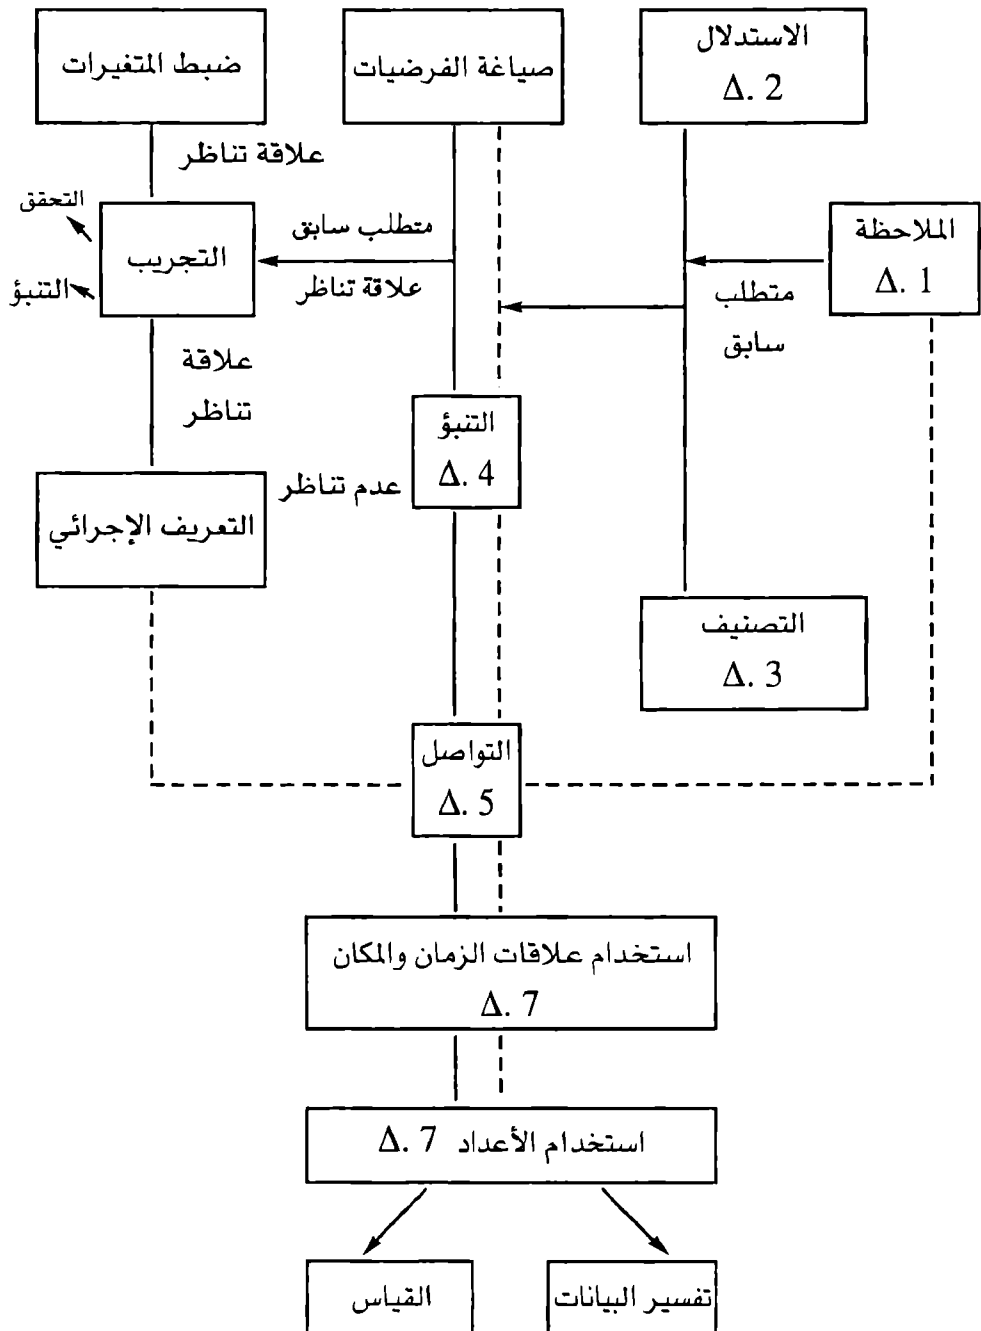 الاستدلال
Δ. 2
صياغة الفرضيات
ضبط المتغيرات
علاقة تناظر
الملاحظة
Δ. 1
متطلب
سابق
متطلب سابق
علاقة تناظر
التحقق
التجريب
التنبؤ
علاقة
تناظر
التنبؤ
Δ. 4
عدم تناظر
التعريف الإجرائي
التصنيف
Δ. 3
التواصل
Δ. 5
استخدام علاقات الزمان والمكان
Δ. 7
استخدام الأعداد Δ. 7
تفسير البيانات
القياس